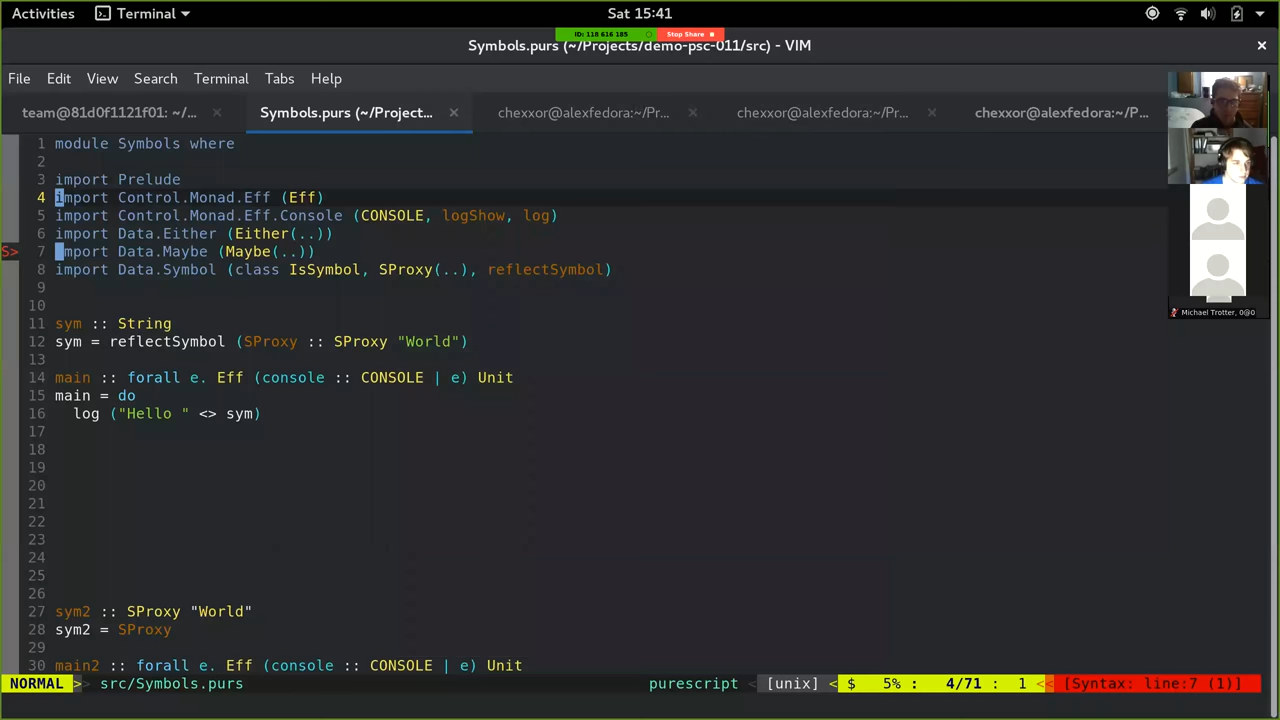 Activities
Terminal
Sat 15:41
ID: 118 616 185
Stop Share
Symbols.purs (~/Projects/demo-psc-011/src) - VIM
×
File Edit View Search Terminal Tabs Help
team@81d0f1121f01: ~/... ×
Symbols.purs (~/Project... ×
chexxor@alexfedora:~/Pr... ×
chexxor@alexfedora:~/Pr... ×
chexxor@alexfedora:~/P...
1 module Symbols where
2
3 import Prelude
4 import Control.Monad.Eff (Eff)
5 import Control.Monad.Eff.Console (CONSOLE, logShow, log)
6 import Data.Either (Either(..))
S> 7 mport Data.Maybe (Maybe(..))
8 import Data.Symbol (class IsSymbol, SProxy(..), reflectSymbol)
9
10
11 sym :: String
12 sym = reflectSymbol (SProxy :: SProxy "World")
13
14 main :: forall e. Eff (console :: CONSOLE | e) Unit
15 main = do
16 log ("Hello " <> sym)
17
18
19
20
21
22
23
24
25
26
27 sym2 :: SProxy "World"
28 sym2 = SProxy
29
30 main2 :: forall e. Eff (console :: CONSOLE | e) Unit
NORMAL >> src/Symbols.purs purescript < [unix] < $ 5% : 4/71 : 1 << [Syntax: line:7 (1)]
Michael Trotter, 0@0